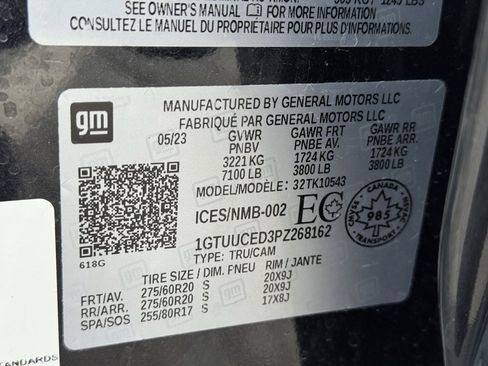 SEE OWNER'S MANUAL FOR MORE INFORMATION
CONSULTEZ LE MANUEL DU PROPRIÉTAIRE POUR PLUS D'INFORMATIONS
gm
MANUFACTURED BY GENERAL MOTORS LLC
FABRIQUÉ PAR GENERAL MOTORS LLC
05/23 GVWR GAWR FRT GAWR RR
PNBV PNBE AV. PNBE ARR.
3221 KG 1724 KG 1724 KG
7100 LB 3800 LB 3800 LB
MODEL/MODÈLE: 32TK10543
ICES/NMB-002 EC
CANADA
CMVSS
985
NSVAC
1GTUUCED3PZ268162
618G
TYPE: TRU/CAM
TIRE SIZE / DIM. PNEU RIM / JANTE
FRT/AV. 275/60R20 S 20X9J
RR/ARR. 275/60R20 S 20X9J
SPA/SOS 255/80R17 S 17X8J
STANDARDS